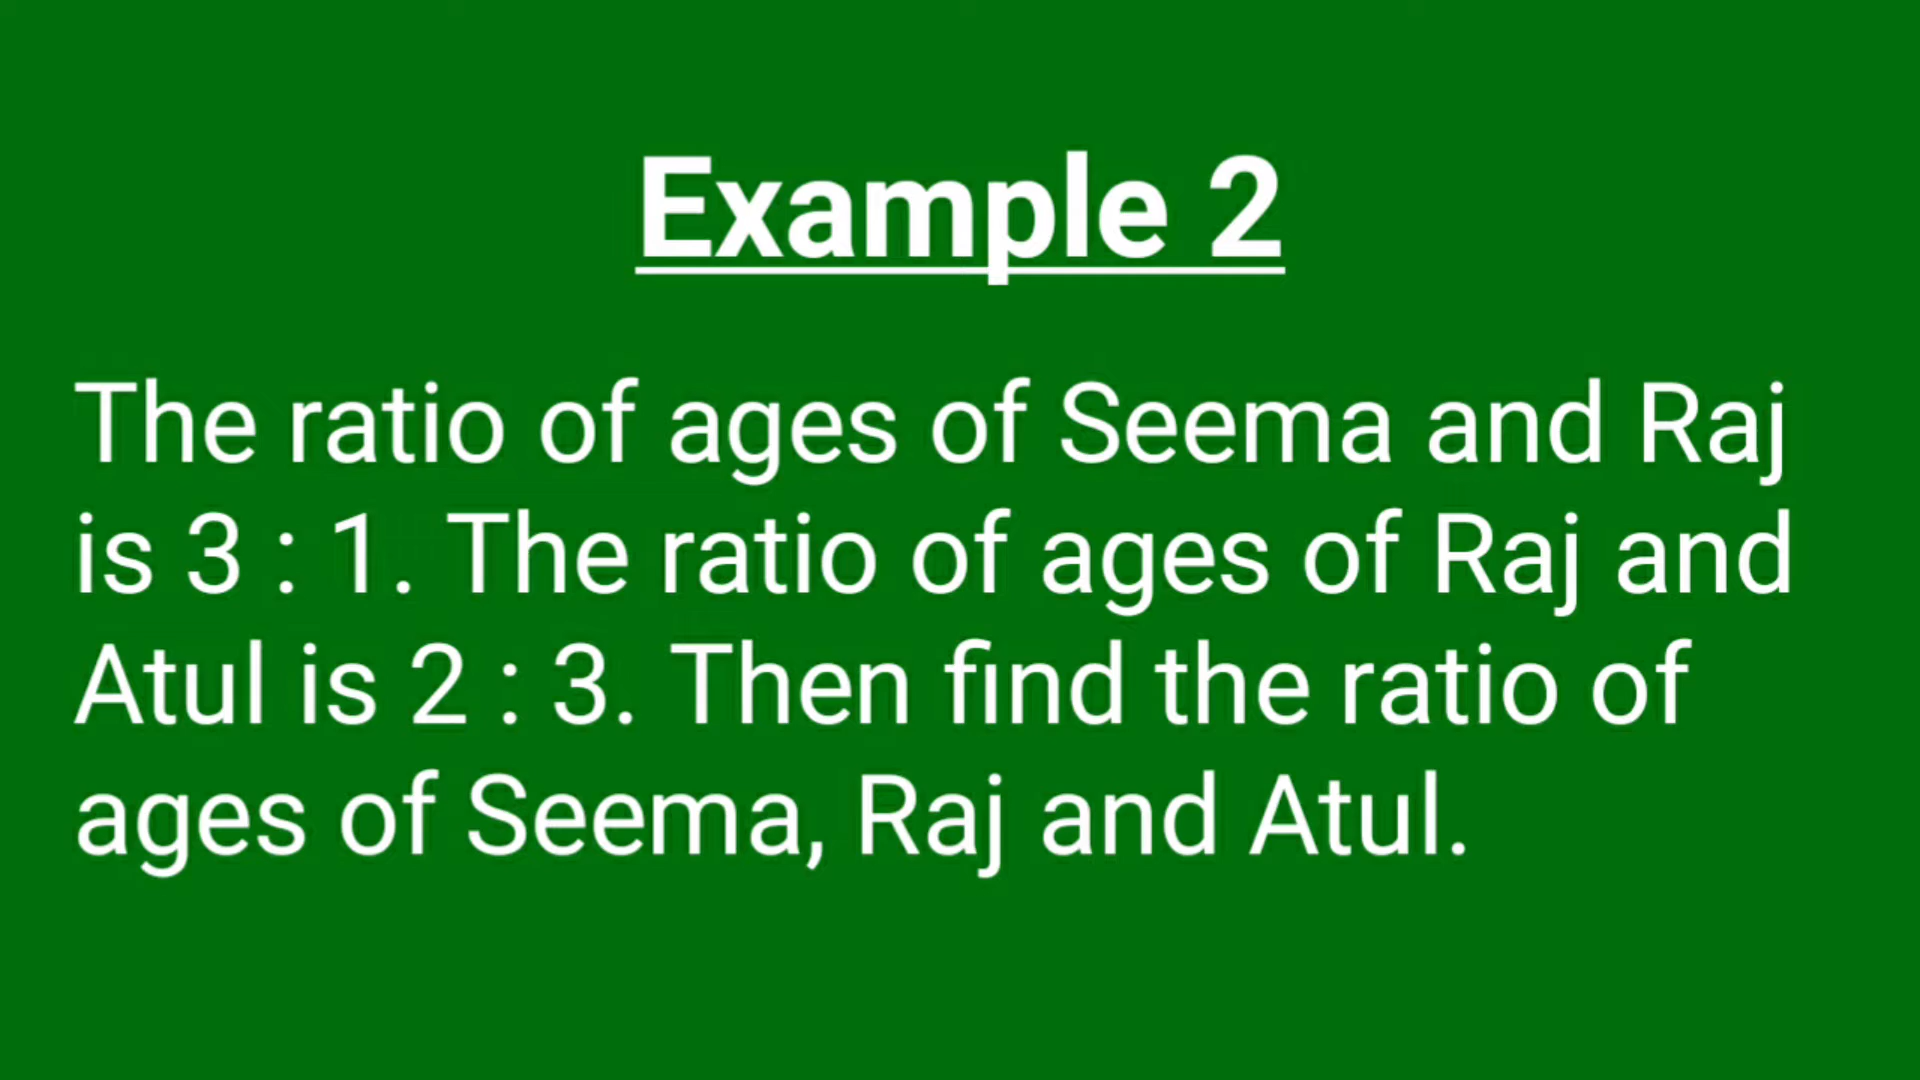 Example 2
The ratio of ages of Seema and Raj
is 3 : 1. The ratio of ages of Raj and
Atul is 2 : 3. Then find the ratio of
ages of Seema, Raj and Atul.